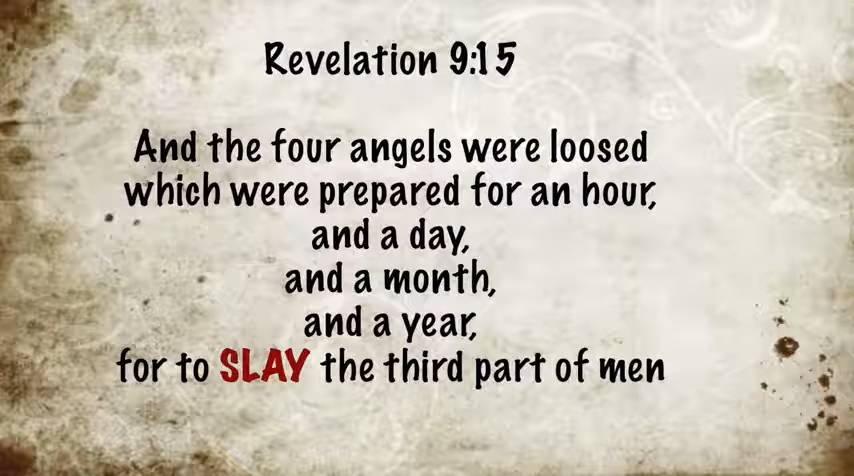 Revelation 9:15
And the four angels were loosed
which were prepared for an hour,
and a day,
and a month,
and a year,
for to SLAY the third part of men